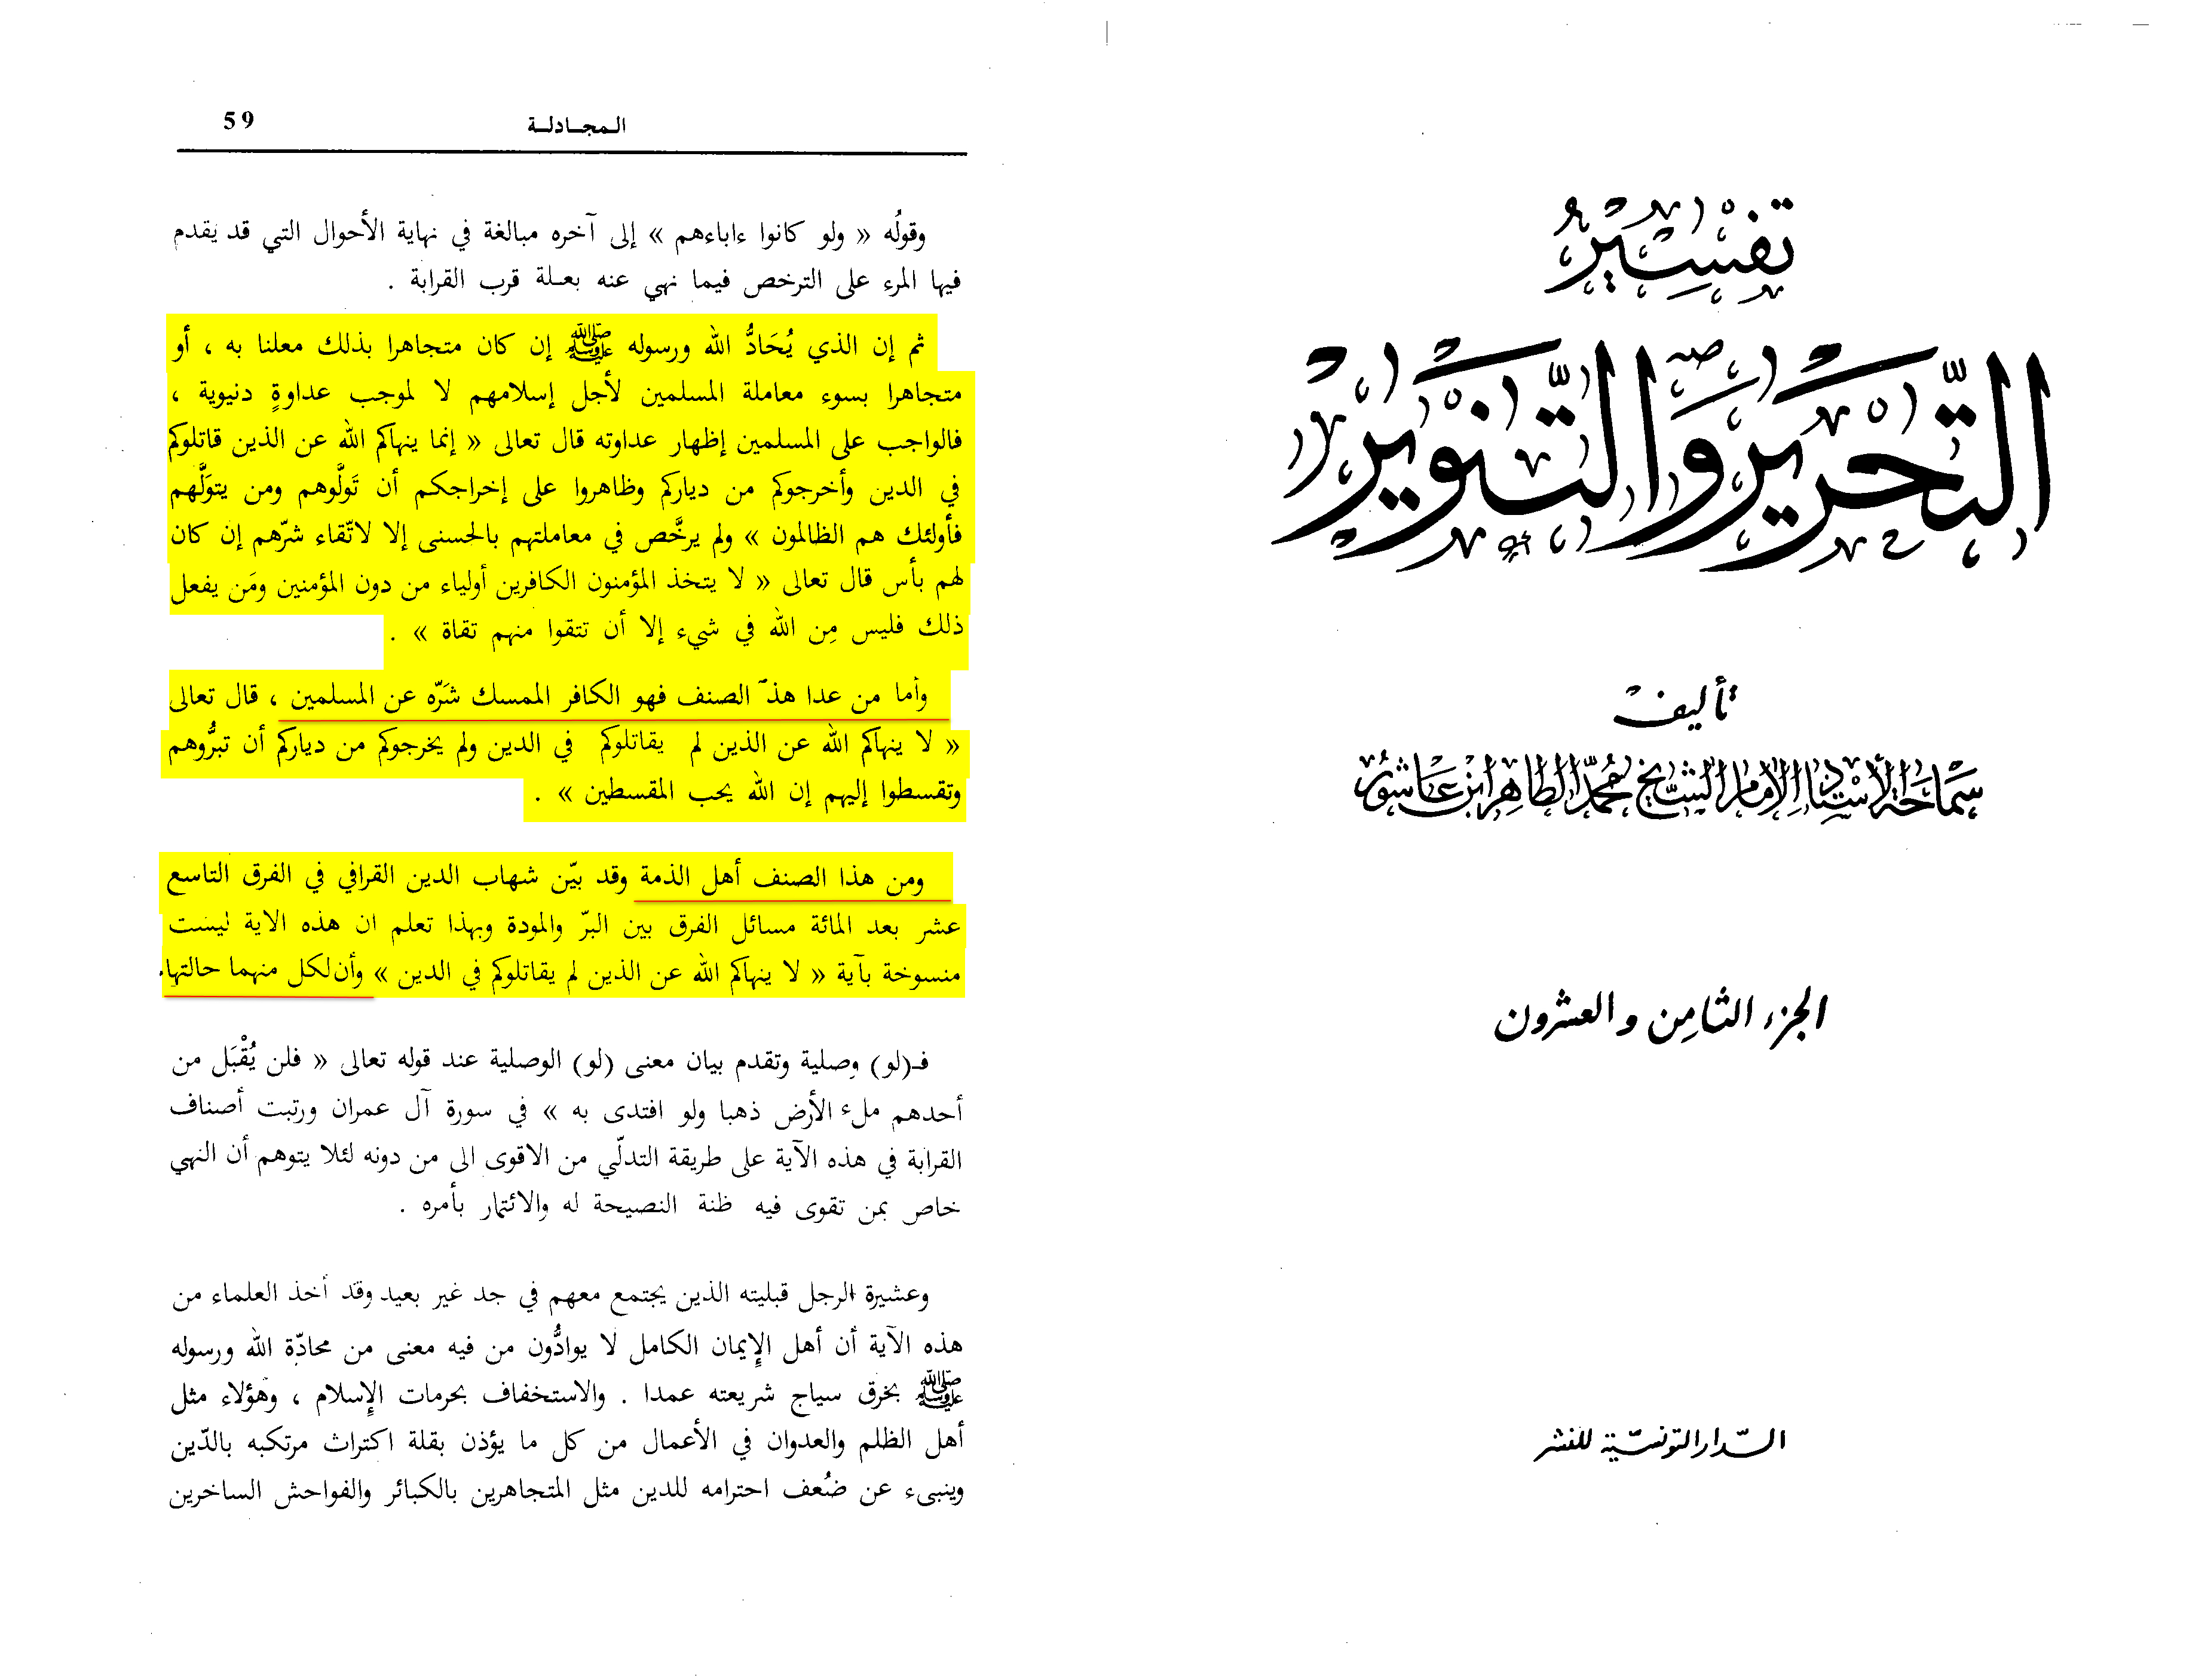 تفسير
التحرير والتنوير
تأليف
سماحة الأستاذ الإمام الشيخ محمد الطاهر ابن عاشور
الجزء الثامن والعشرون
الدار التونسية للنشر
المجادلة 59
وقولُه « ولو كانوا ءاباءهم » إلى آخره مبالغة في نهاية الأحوال التي قد يقدم
فيها المرء على الترخص فيما نهي عنه بعلة قرب القرابة .
ثم إن الذي يُحَادُّ الله ورسوله ﷺ إن كان متجاهرا بذلك معلنا به ، أو
متجاهرا بسوء معاملة المسلمين لأجل إسلامهم لا لموجب عداوةٍ دنيوية ،
فالواجب على المسلمين إظهار عداوته قال تعالى « إنما ينهاكم الله عن الذين قاتلوكم
في الدين وأخرجوكم من دياركم وظاهروا على إخراجكم أن تَولَّوهم ومن يتوَلَّهم
فأولئك هم الظالمون » ولم يرخَّص في معاملتهم بالحسنى إلا لاتّقاء شرّهم إن كان
لهم بأس قال تعالى « لا يتخذ المؤمنون الكافرين أولياء من دون المؤمنين ومَن يفعل
ذلك فليس مِن الله في شيء إلا أن تتقوا منهم تقاة » .
وأما من عدا هذا الصنف فهو الكافر الممسك شَرّه عن المسلمين ، قال تعالى
« لا ينهاكم الله عن الذين لم يقاتلوكم في الدين ولم يخرجوكم من دياركم أن تبرُّوهم
وتقسطوا إليهم إن الله يحب المقسطين » .
ومن هذا الصنف أهل الذمة وقد بيّن شهاب الدين القرافي في الفرق التاسع
عشر بعد المائة مسائل الفرق بين البرّ والمودة وبهذا تعلم ان هذه الاية ليست
منسوخة بآية « لا ينهاكم الله عن الذين لم يقاتلوكم في الدين » وأن لكل منهما حالتها.
فـ(لو) وصلية وتقدم بيان معنى (لو) الوصلية عند قوله تعالى « فلن يُقْبَل من
أحدهم ملء الأرض ذهبا ولو افتدى به » في سورة آل عمران ورتبت أصناف
القرابة في هذه الآية على طريقة التدلّي من الاقوى الى من دونه لئلا يتوهم أن النهي
خاص بمن تقوى فيه ظنة النصيحة له والائتمار بأمره .
وعشيرة الرجل قبليته الذين يجتمع معهم في جد غير بعيد وقد أخذ العلماء من
هذه الآية أن أهل الإيمان الكامل لا يوادُّون من فيه معنى من محادّة الله ورسوله
ﷺ بخرق سياج شريعته عمدا . والاستخفاف بحرمات الإسلام ، وهؤلاء مثل
أهل الظلم والعدوان في الأعمال من كل ما يؤذن بقلة اكتراث مرتكبه بالدّين
وينبىء عن ضُعف احترامه للدين مثل المتجاهرين بالكبائر والفواحش الساخرين